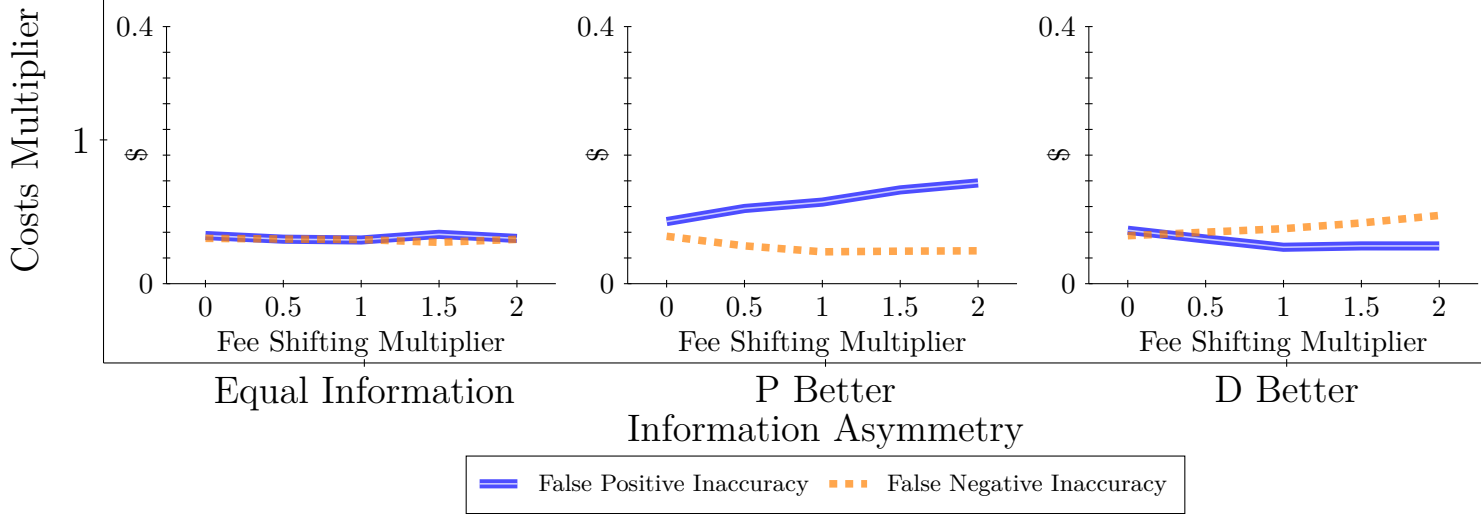 Costs Multiplier
1
0.4
$
0
0 0.5 1 1.5 2
Fee Shifting Multiplier
0.4
$
0
0 0.5 1 1.5 2
Fee Shifting Multiplier
0.4
$
0
0 0.5 1 1.5 2
Fee Shifting Multiplier
Equal Information
P Better
D Better
Information Asymmetry
False Positive Inaccuracy False Negative Inaccuracy